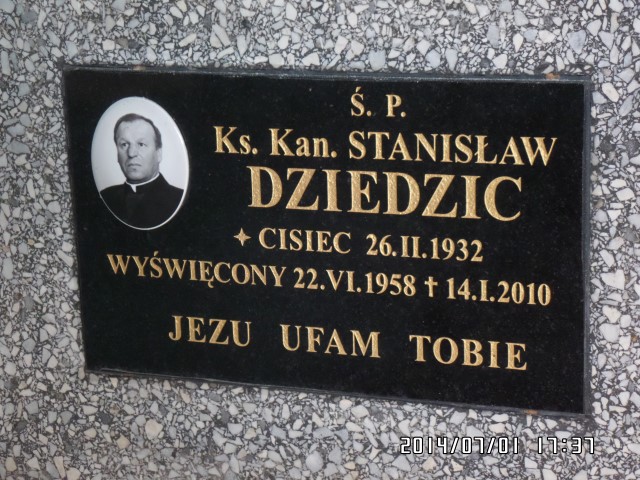 Ś. P.
Ks. Kan. STANISŁAW
DZIEDZIC
✦ CISIEC 26.II.1932
WYŚWIĘCONY 22.VI.1958 ✝ 14.I.2010
JEZU UFAM TOBIE
2014/07/01 17:37